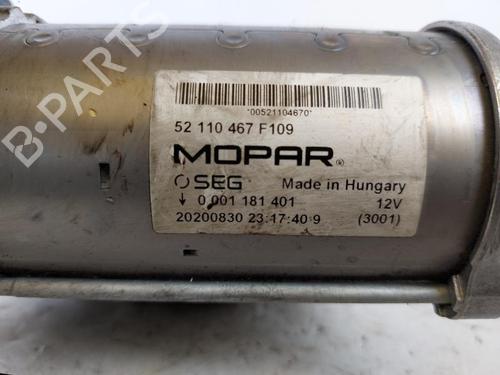 *00521104670*
52 110 467 F109
MOPAR®
SEG Made in Hungary
0 001 181 401 12V
20200830 23:17:40 9 (3001)
B-PARTS